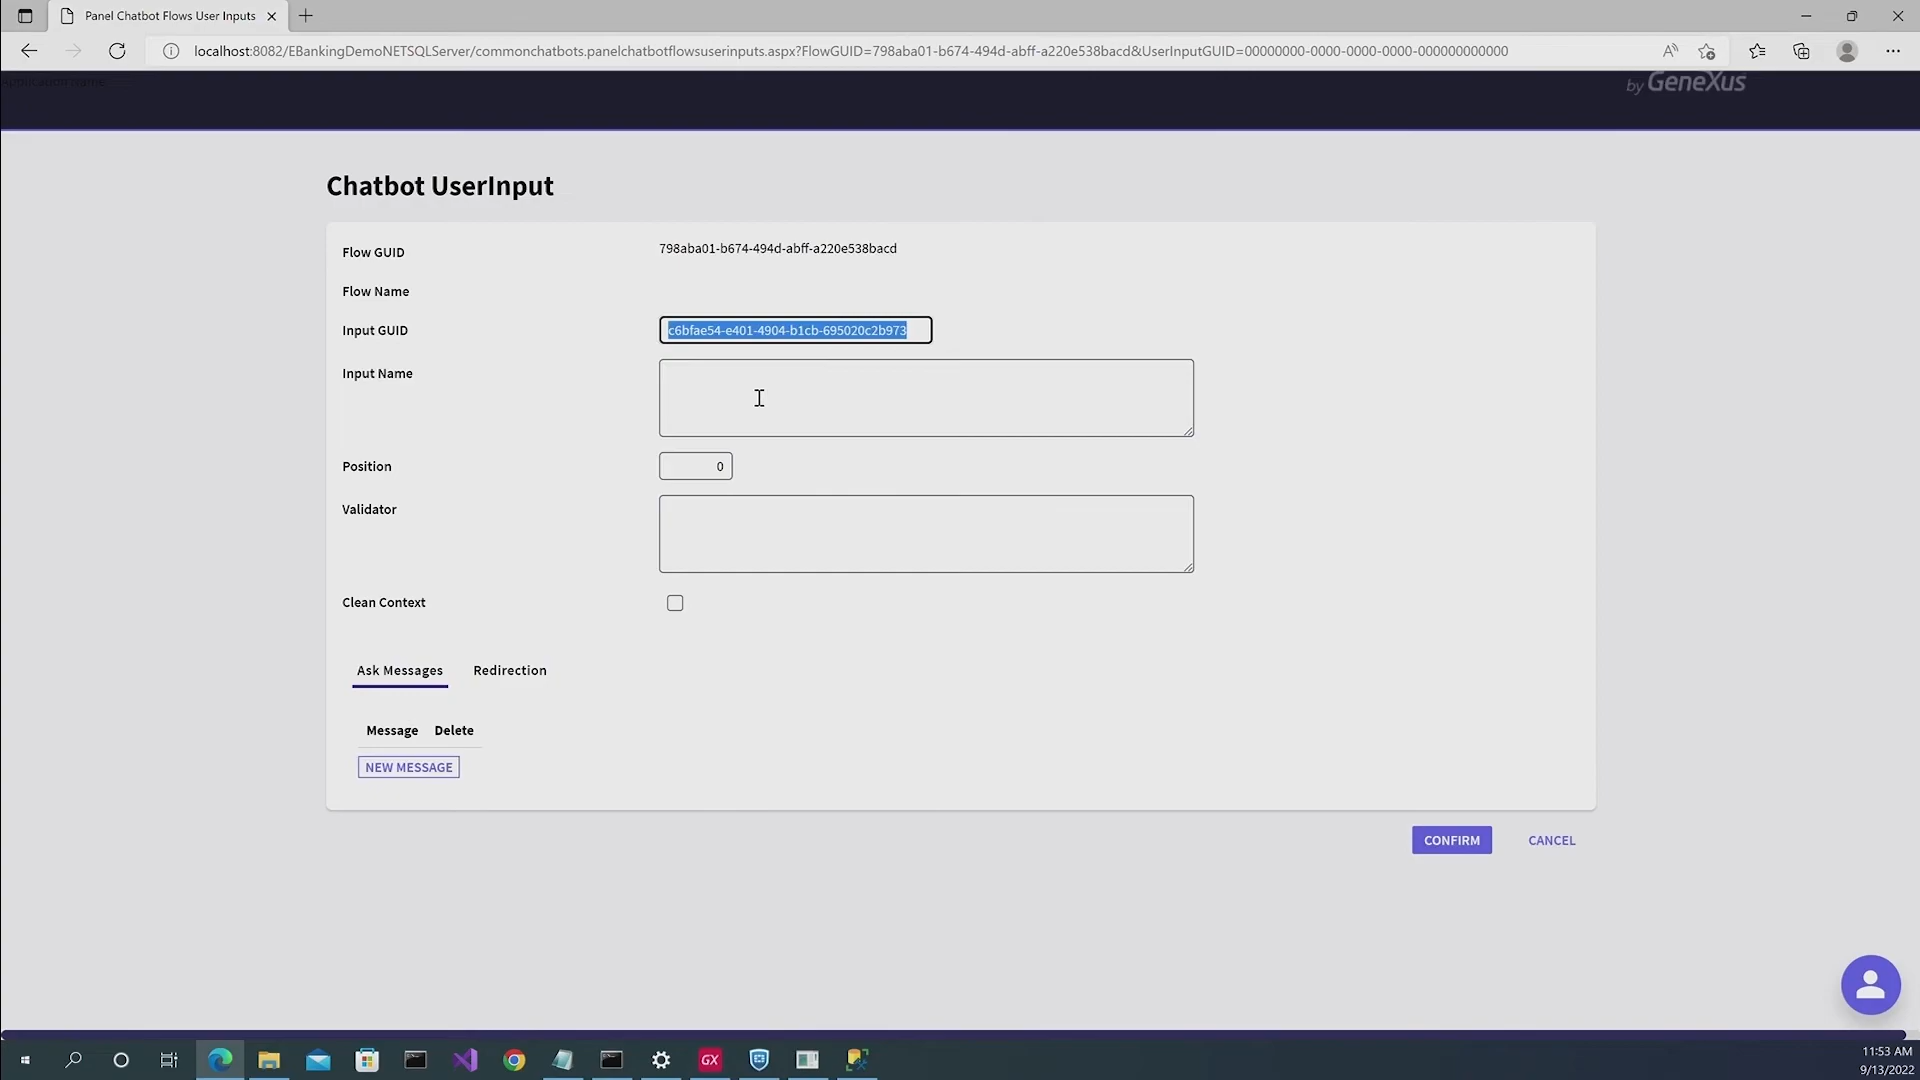 Panel Chatbot Flows User Inputs
localhost:8082/EBankingDemoNETSQLServer/commonchatbots.panelchatbotflowsuserinputs.aspx?FlowGUID=798aba01-b674-494d-abff-a220e538bacd&UserInputGUID=00000000-0000-0000-0000-000000000000
Application Name
by GeneXus
Chatbot UserInput
Flow GUID 798aba01-b674-494d-abff-a220e538bacd
Flow Name
Input GUID c6bfae54-e401-4904-b1cb-695020c2b973
Input Name
Position 0
Validator
Clean Context
Ask Messages Redirection
Message Delete
NEW MESSAGE
CONFIRM CANCEL
GX
11:53 AM
9/13/2022